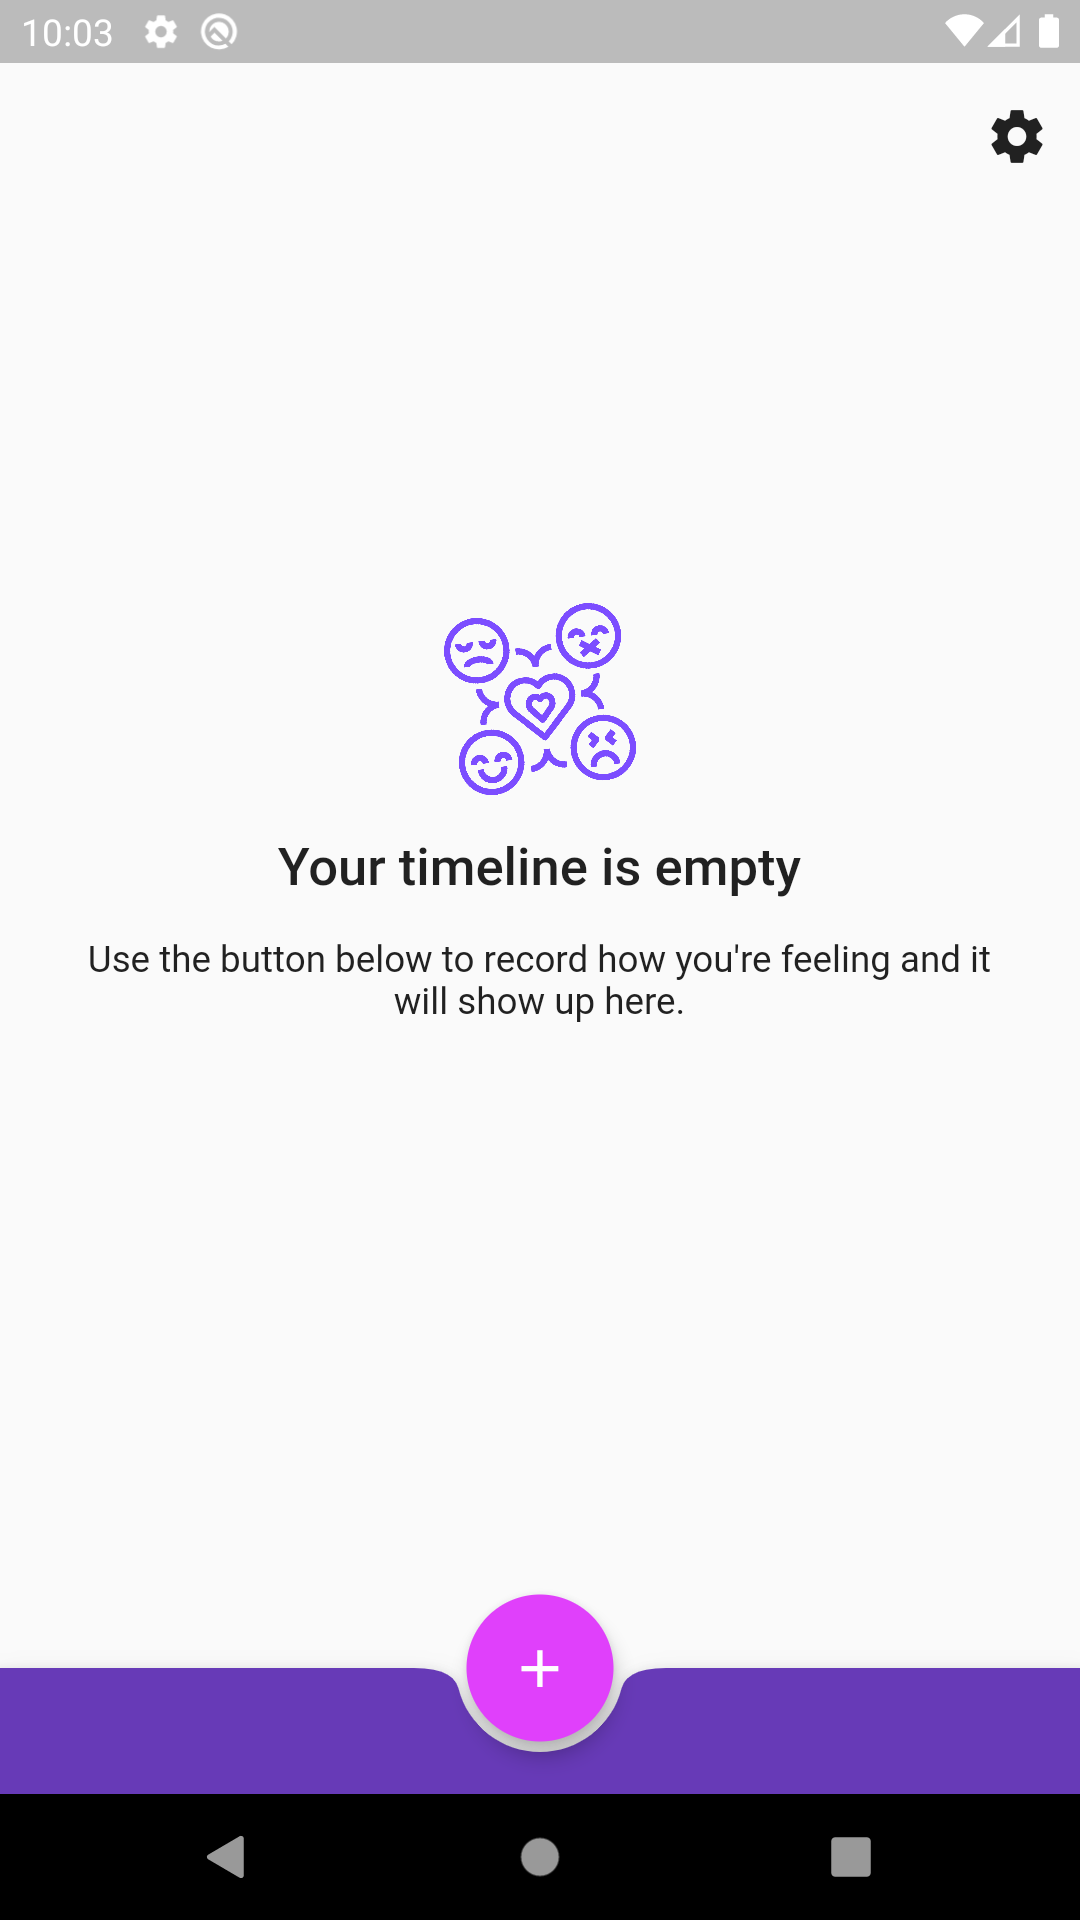 10:03
Your timeline is empty
Use the button below to record how you're feeling and it
will show up here.